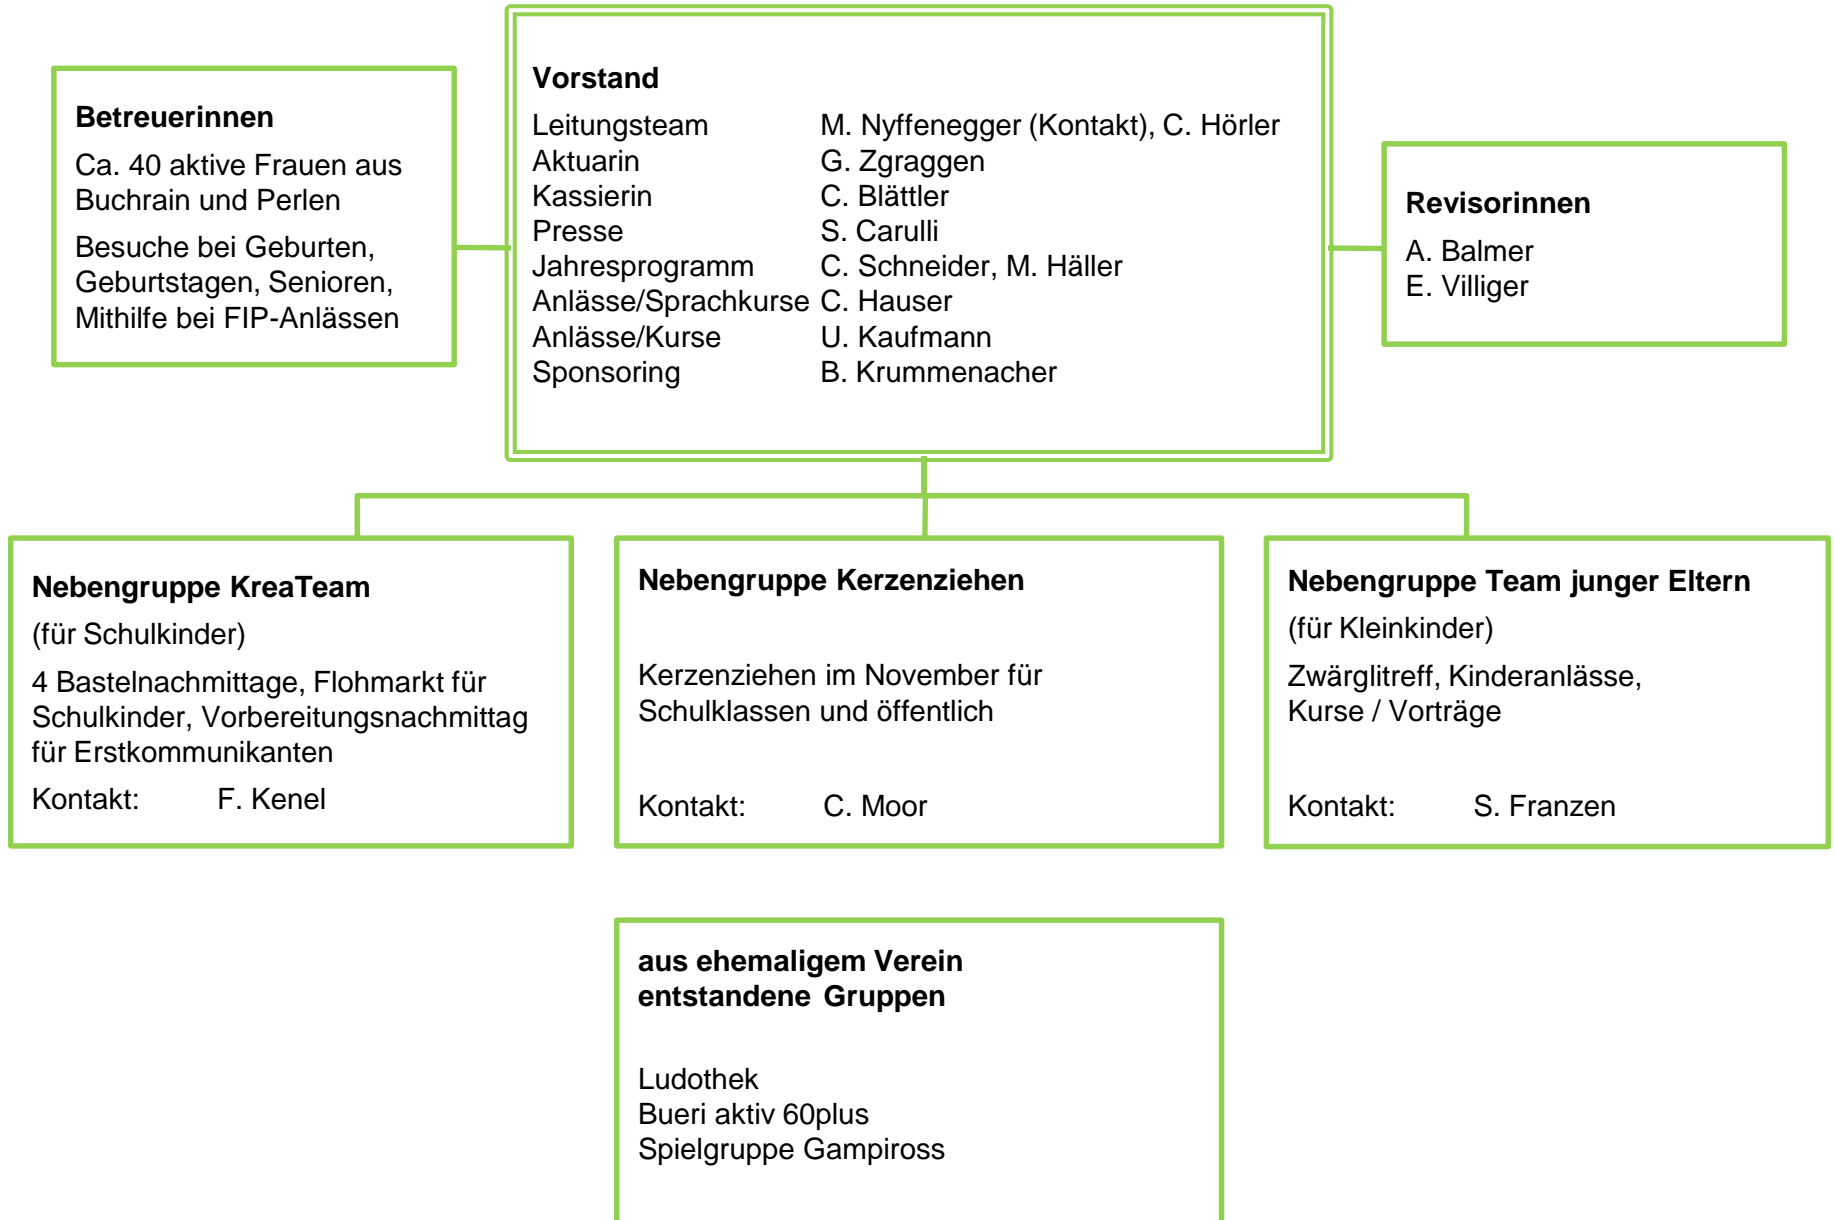 Betreuerinnen
Ca. 40 aktive Frauen aus
Buchrain und Perlen
Besuche bei Geburten,
Geburtstagen, Senioren,
Mithilfe bei FIP-Anlässen
Vorstand
Leitungsteam M. Nyffenegger (Kontakt), C. Hörler
Aktuarin G. Zgraggen
Kassierin C. Blättler
Presse S. Carulli
Jahresprogramm C. Schneider, M. Häller
Anlässe/Sprachkurse C. Hauser
Anlässe/Kurse U. Kaufmann
Sponsoring B. Krummenacher
Revisorinnen
A. Balmer
E. Villiger
Nebengruppe KreaTeam
(für Schulkinder)
4 Bastelnachmittage, Flohmarkt für
Schulkinder, Vorbereitungsnachmittag
für Erstkommunikanten
Kontakt: F. Kenel
Nebengruppe Kerzenziehen
Kerzenziehen im November für
Schulklassen und öffentlich
Kontakt: C. Moor
Nebengruppe Team junger Eltern
(für Kleinkinder)
Zwärglitreff, Kinderanlässe,
Kurse / Vorträge
Kontakt: S. Franzen
aus ehemaligem Verein
entstandene Gruppen
Ludothek
Bueri aktiv 60plus
Spielgruppe Gampiross